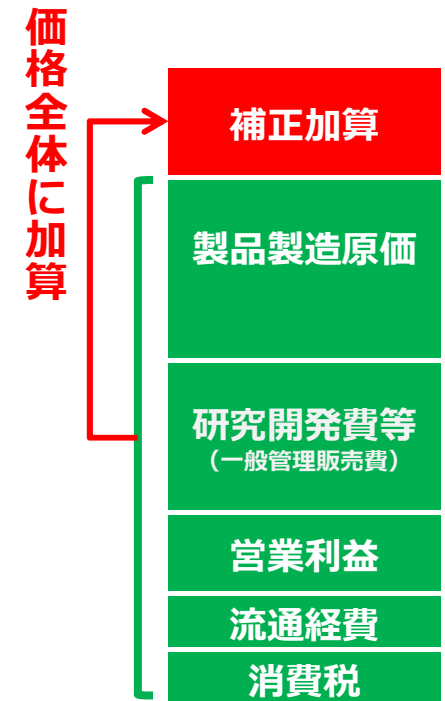 価格全体に加算
補正加算
製品製造原価
研究開発費等
（一般管理販売費）
営業利益
流通経費
消費税